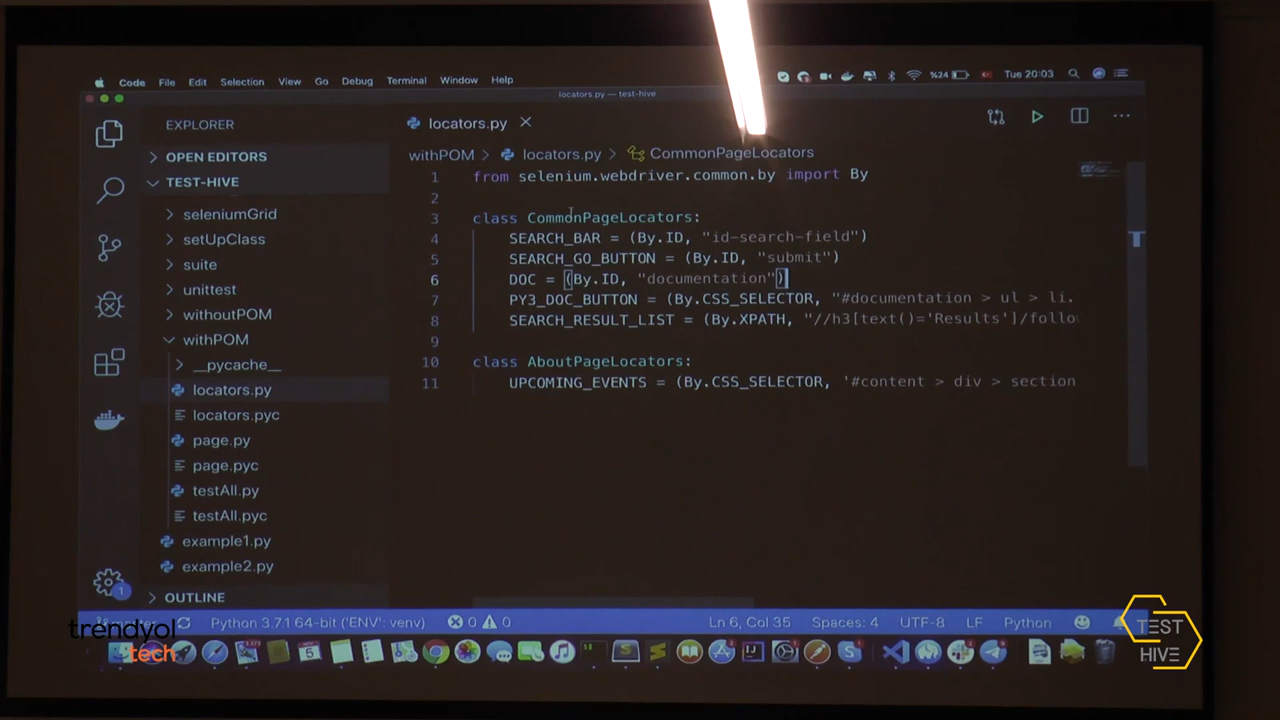 Code File Edit Selection View Go Debug Terminal Window Help %24 Tue 20:03
locators.py — test-hive
EXPLORER
OPEN EDITORS
TEST-HIVE
seleniumGrid
setUpClass
suite
unittest
withoutPOM
withPOM
__pycache__
locators.py
locators.pyc
page.py
page.pyc
testAll.py
testAll.pyc
example1.py
example2.py
OUTLINE
locators.py
withPOM > locators.py > CommonPageLocators
1 from selenium.webdriver.common.by import By
2
3 class CommonPageLocators:
4 SEARCH_BAR = (By.ID, "id-search-field")
5 SEARCH_GO_BUTTON = (By.ID, "submit")
6 DOC = (By.ID, "documentation")
7 PY3_DOC_BUTTON = (By.CSS_SELECTOR, "#documentation > ul > li.
8 SEARCH_RESULT_LIST = (By.XPATH, "//h3[text()='Results']/follo
9
10 class AboutPageLocators:
11 UPCOMING_EVENTS = (By.CSS_SELECTOR, '#content > div > section
1
Python 3.7.1 64-bit ('ENV': venv) 0 0 Ln 6, Col 35 Spaces: 4 UTF-8 LF Python
5
trendyol
tech
TEST
HIVE